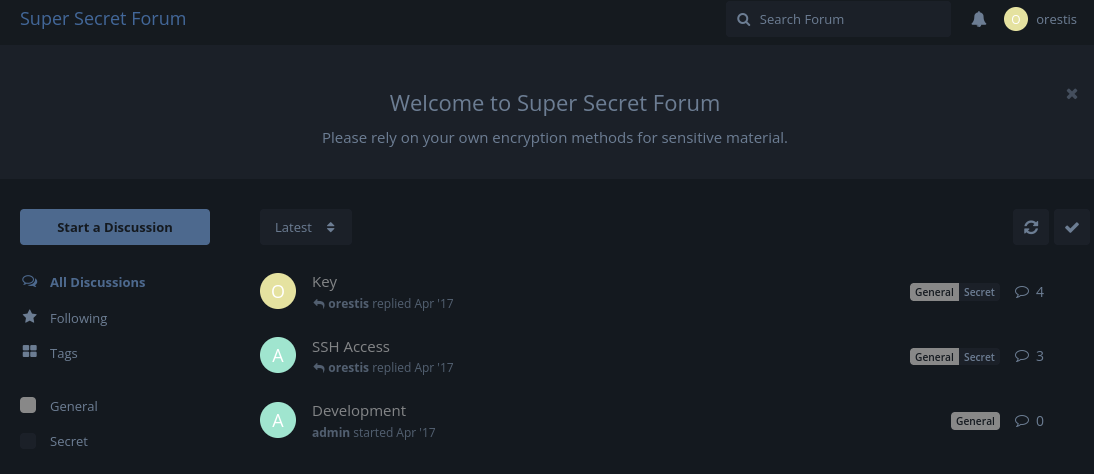 Super Secret Forum
Search Forum
O orestis
Welcome to Super Secret Forum
Please rely on your own encryption methods for sensitive material.
Start a Discussion
Latest
All Discussions
Following
Tags
General
Secret
O Key
orestis replied Apr '17
General Secret 4
A SSH Access
orestis replied Apr '17
General Secret 3
A Development
admin started Apr '17
General 0